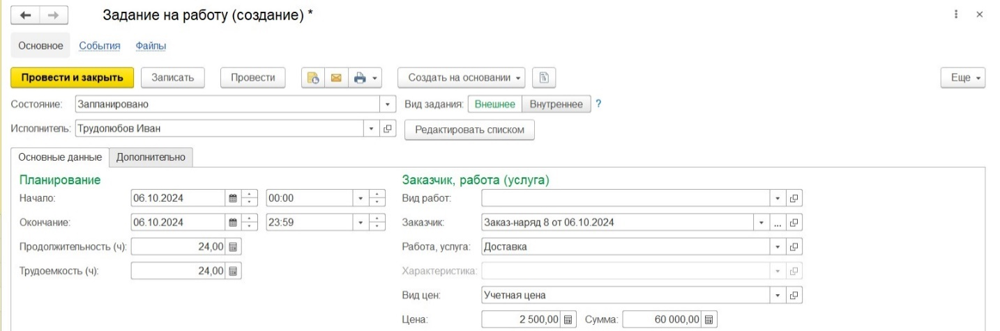 Задание на работу (создание) *
Основное События Файлы
Провести и закрыть Записать Провести Создать на основании Еще
Состояние: Запланировано Вид задания: Внешнее Внутреннее ?
Исполнитель: Трудолюбов Иван Редактировать списком
Основные данные Дополнительно
Планирование Заказчик, работа (услуга)
Начало: 06.10.2024 00:00 Вид работ:
Окончание: 06.10.2024 23:59 Заказчик: Заказ-наряд 8 от 06.10.2024 ...
Продолжительность (ч): 24,00 Работа, услуга: Доставка
Трудоемкость (ч): 24,00 Характеристика:
Вид цен: Учетная цена
Цена: 2 500,00 Сумма: 60 000,00